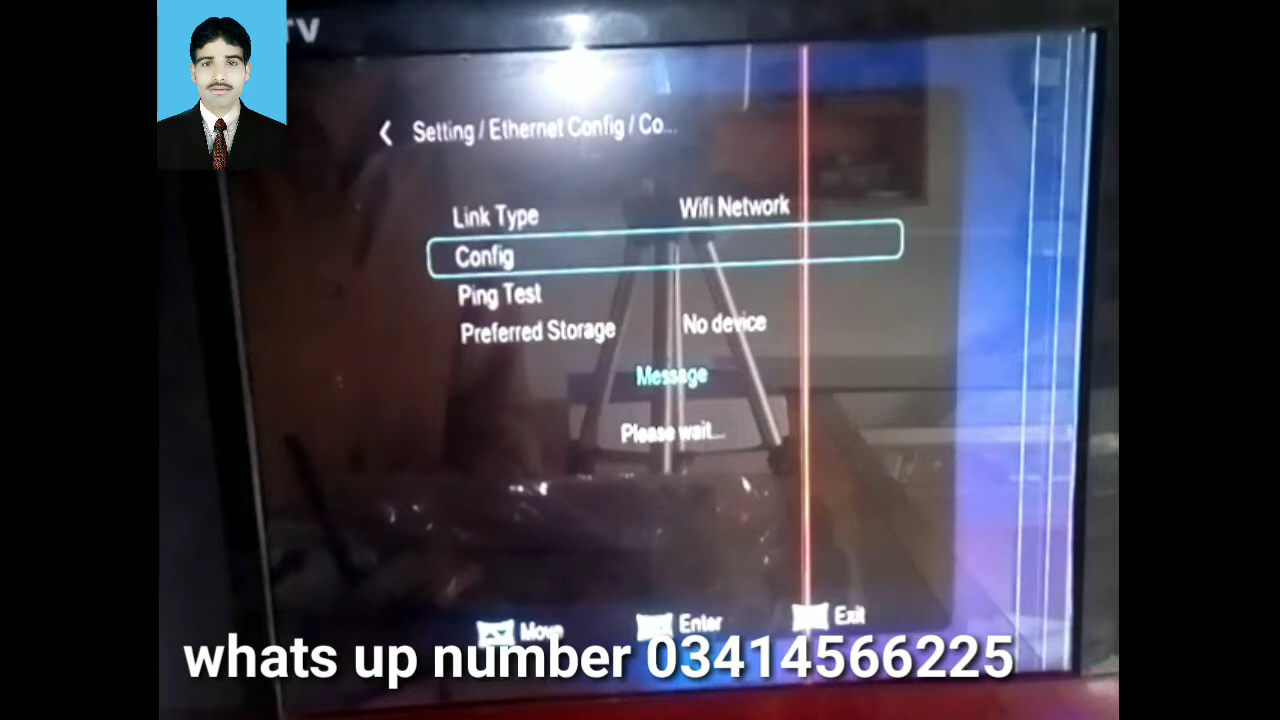 TV
Setting / Ethernet Config / Co...
Link Type Wifi Network
Config
Ping Test
Preferred Storage No device
Message
Please wait...
Move Enter Exit
whats up number 03414566225